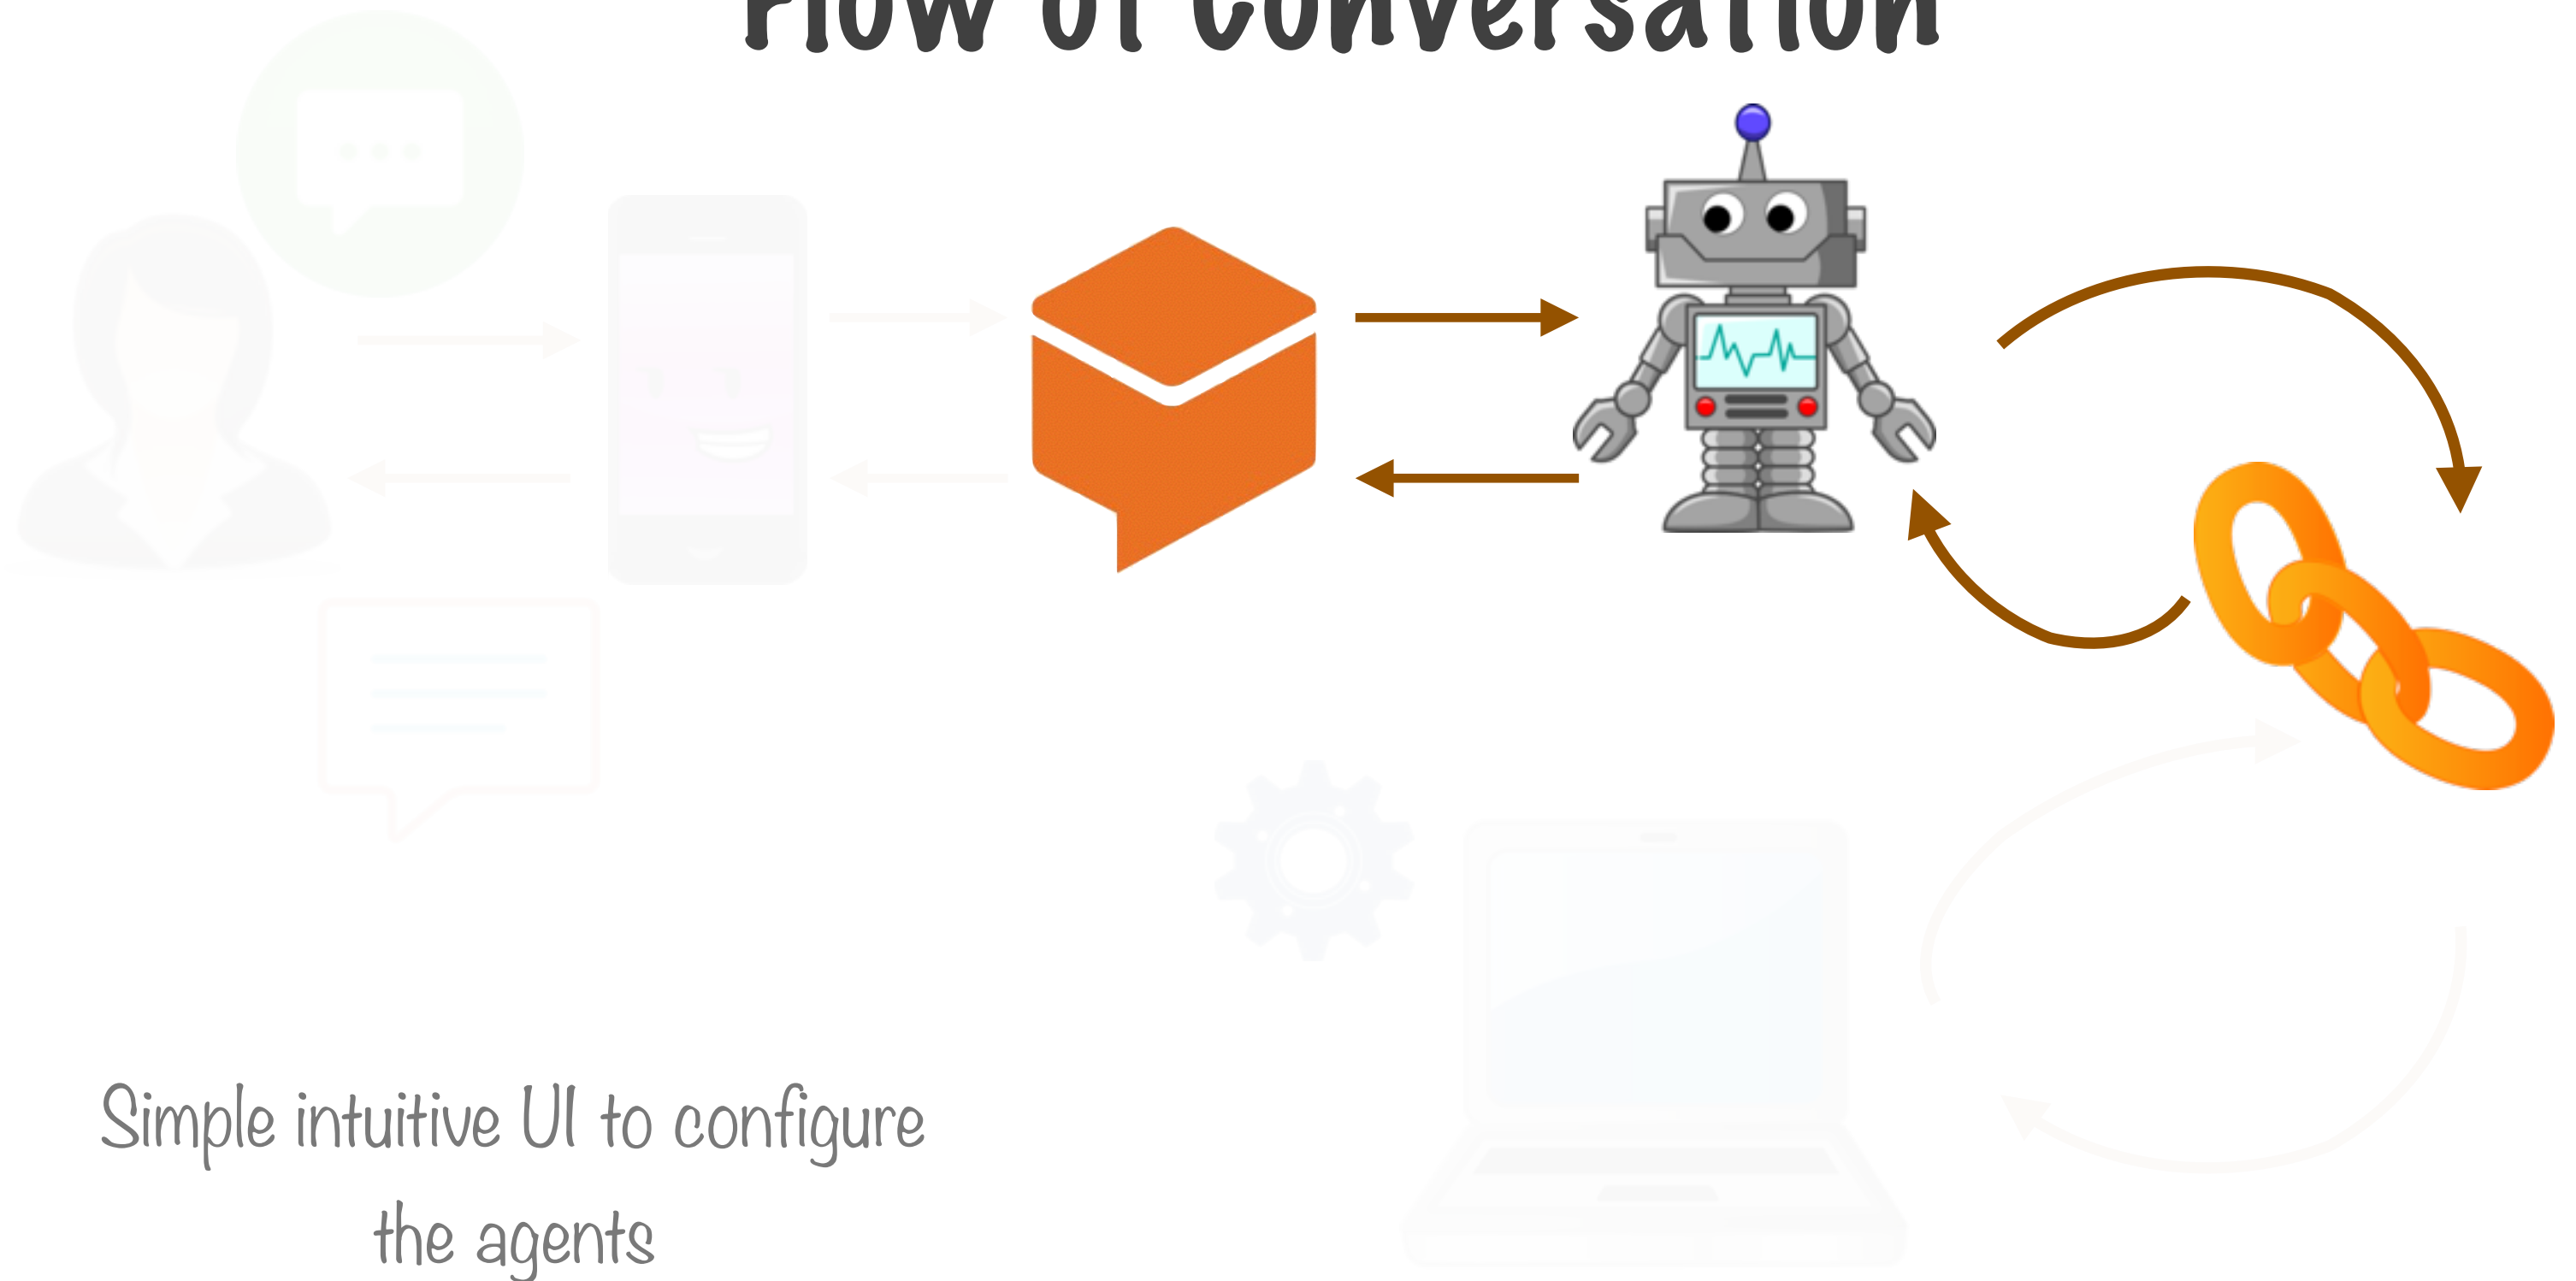 Flow of Conversation
Simple intuitive UI to configure
the agents